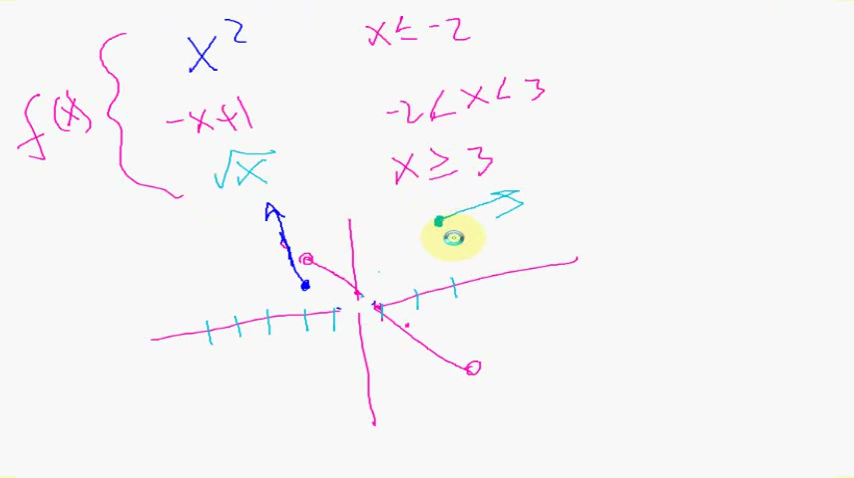 x² x ≤ -2
f(x) { -x+1 -2 < x < 3
√x x ≥ 3